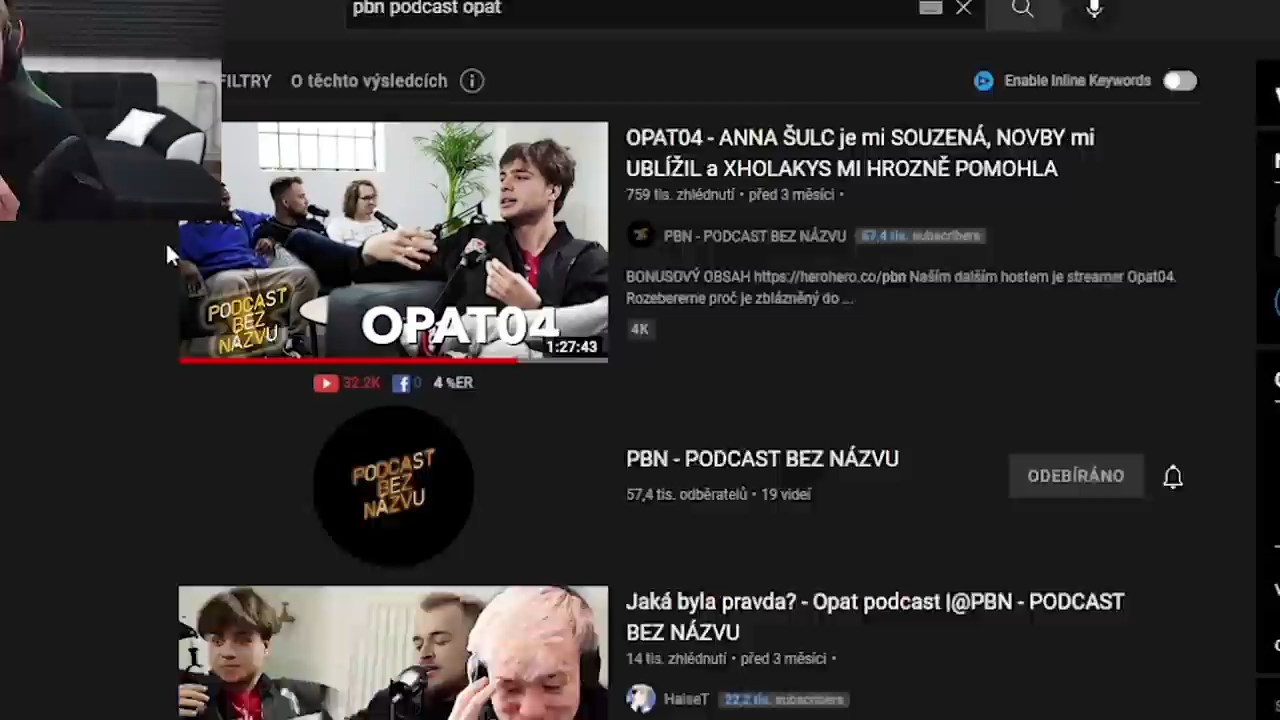 pbn podcast opat
FILTRY
O těchto výsledcích
Enable Inline Keywords
OPAT04 - ANNA ŠULC je mi SOUZENÁ, NOVBY mi
UBLÍŽIL a XHOLAKYS MI HROZNĚ POMOHLA
759 tis. zhlédnutí • před 3 měsíci •
PBN - PODCAST BEZ NÁZVU 57,4 tis. subscribers
BONUSOVÝ OBSAH https://herohero.co/pbn Naším dalším hostem je streamer Opat04.
Rozebereme proč je zblázněný do ...
4K
PODCAST
BEZ
NÁZVU
OPAT04
1:27:43
32.2K 0 4 %ER
PODCAST
BEZ
NÁZVU
PBN - PODCAST BEZ NÁZVU
57,4 tis. odběratelů • 19 videí
ODEBÍRÁNO
Jaká byla pravda? - Opat podcast |@PBN - PODCAST
BEZ NÁZVU
14 tis. zhlédnutí • před 3 měsíci •
HaiseT 22,2 tis. subscribers